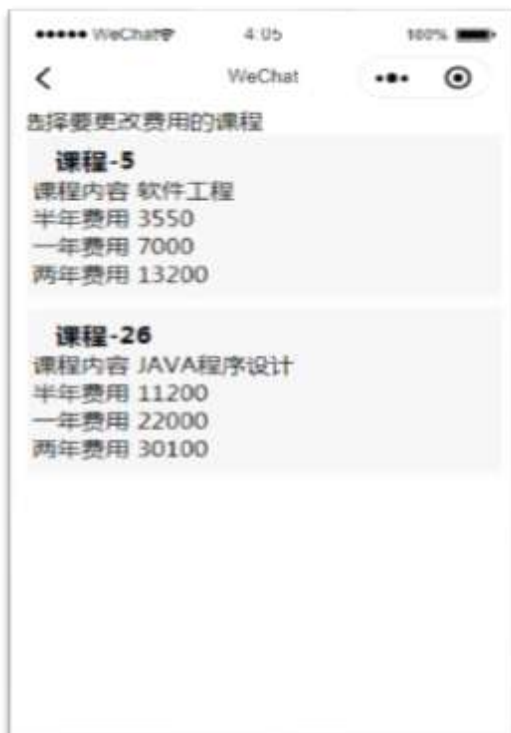 WeChat 4:05 100%
WeChat
选择要更改费用的课程
课程-5
课程内容 软件工程
半年费用 3550
一年费用 7000
两年费用 13200
课程-26
课程内容 JAVA程序设计
半年费用 11200
一年费用 22000
两年费用 30100